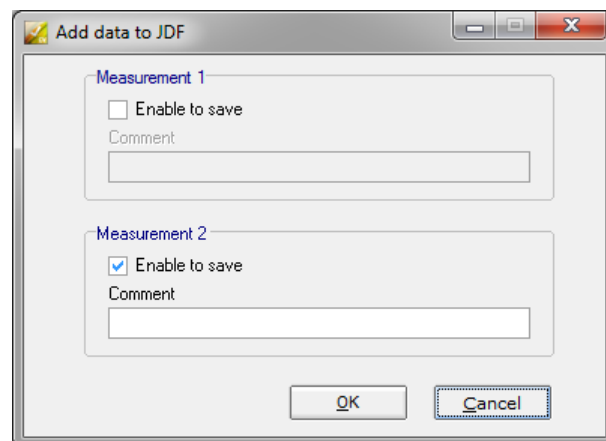 Add data to JDF
Measurement 1
Enable to save
Comment
Measurement 2
Enable to save
Comment
OK
Cancel